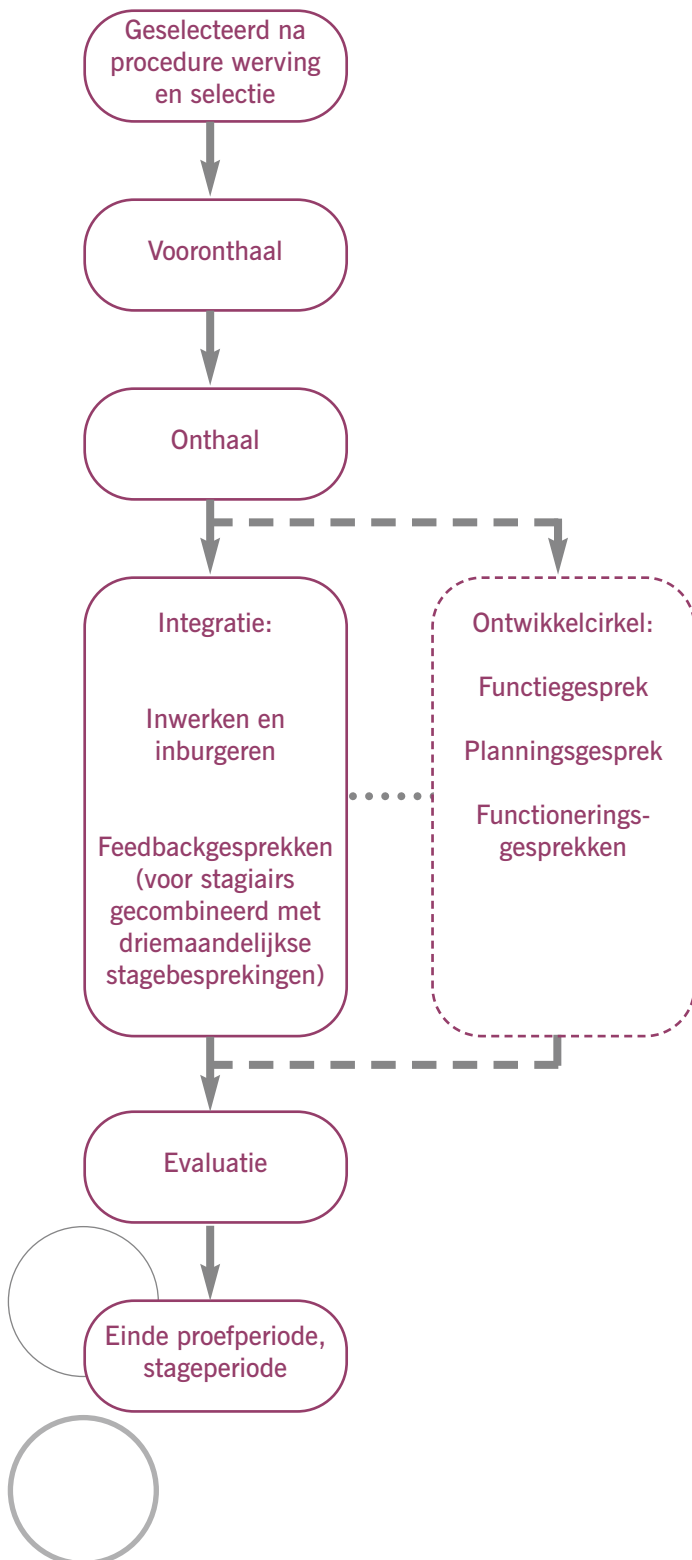 Geselecteerd na
procedure werving
en selectie
Vooronthaal
Onthaal
Integratie:
Inwerken en
inburgeren
Feedbackgesprekken
(voor stagiairs
gecombineerd met
driemaandelijkse
stagebesprekingen)
Ontwikkelcirkel:
Functiegesprek
Planningsgesprek
Functionerings-
gesprekken
Evaluatie
Einde proefperiode,
stageperiode